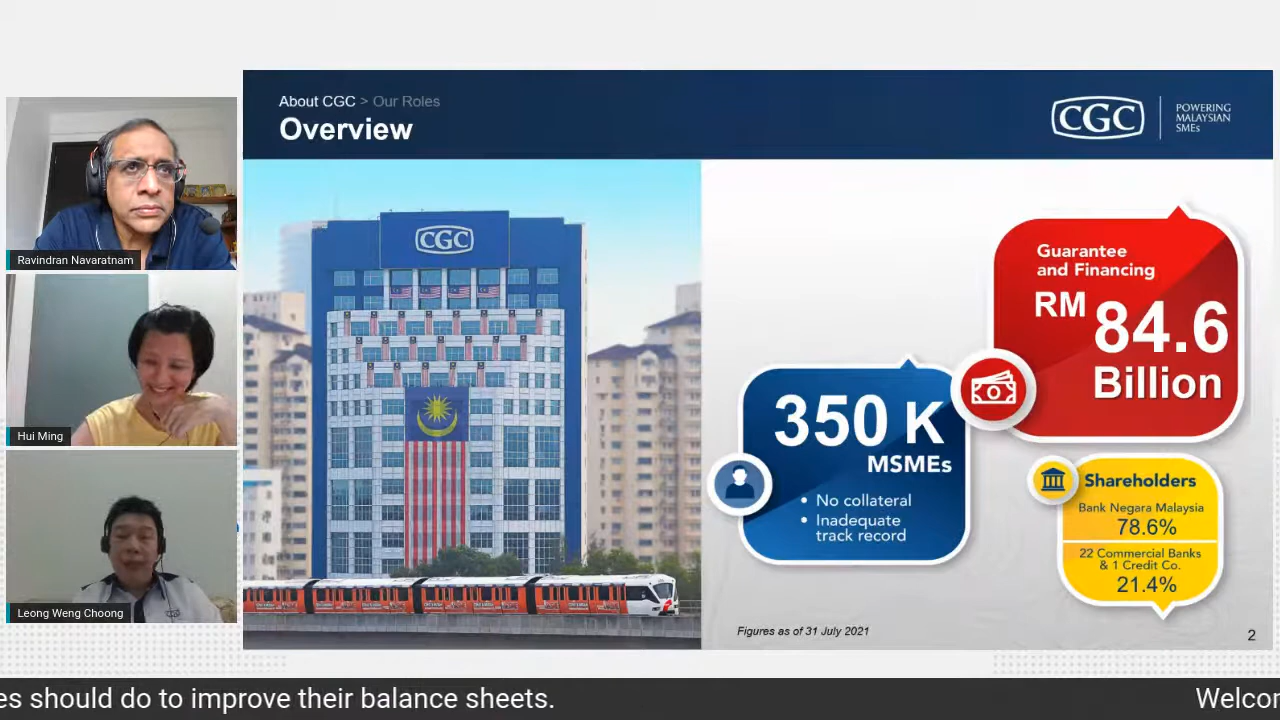 About CGC > Our Roles
Overview
CGC
POWERING
MALAYSIAN
SMEs
Ravindran Navaratnam
Hui Ming
Leong Weng Choong
CGC
Guarantee
and Financing
RM 84.6
Billion
350 K
MSMEs
• No collateral
• Inadequate
track record
Shareholders
Bank Negara Malaysia
78.6%
22 Commercial Banks
& 1 Credit Co.
21.4%
Figures as of 31 July 2021
2
es should do to improve their balance sheets.
Welcor